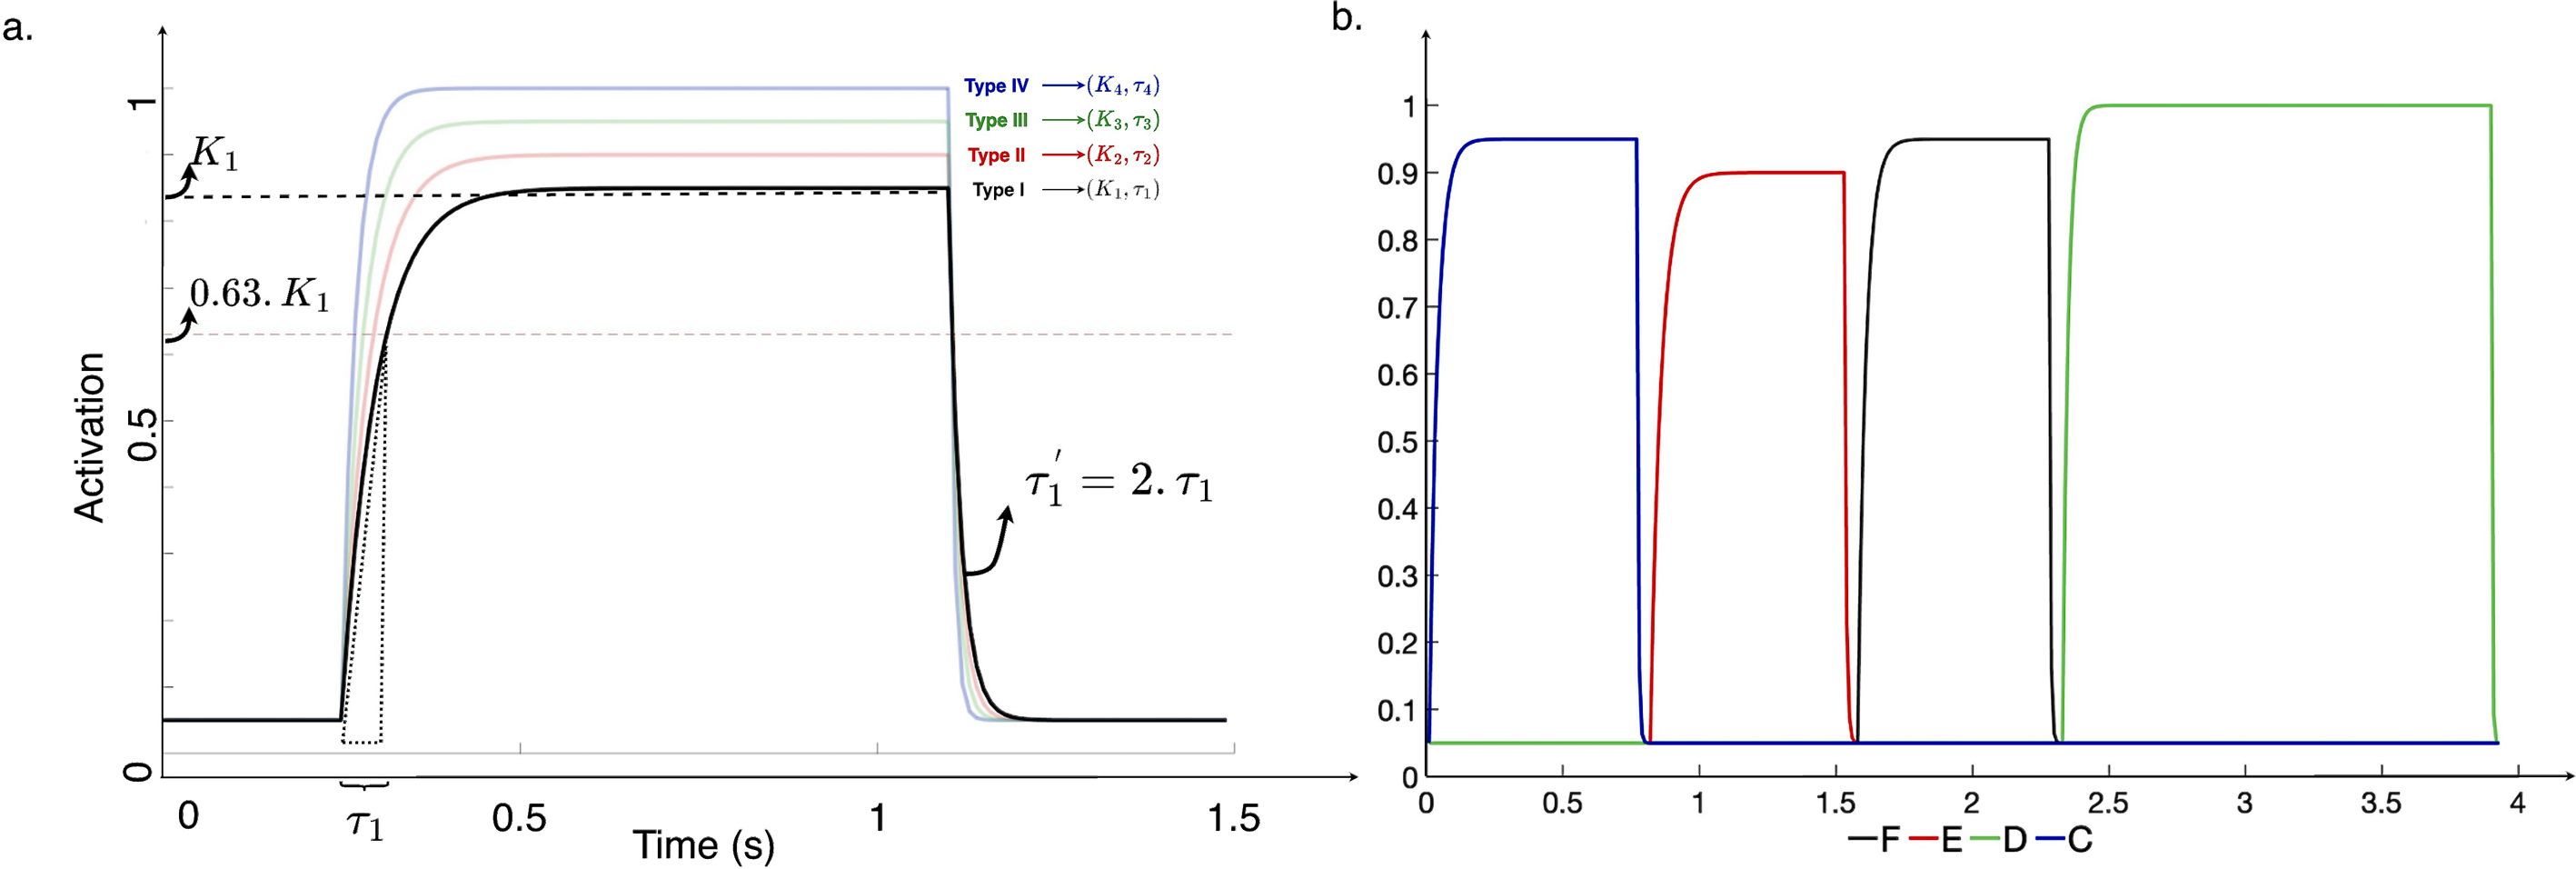 a.
1
K₁
0.63. K₁
0.5
0
Activation
Type IV → (K₄, τ₄)
Type III → (K₃, τ₃)
Type II → (K₂, τ₂)
Type I → (K₁, τ₁)
τ₁′ = 2. τ₁
0 0.5 1 1.5
τ₁
Time (s)
b.
1
0.9
0.8
0.7
0.6
0.5
0.4
0.3
0.2
0.1
0
0 0.5 1 1.5 2 2.5 3 3.5 4
F E D C